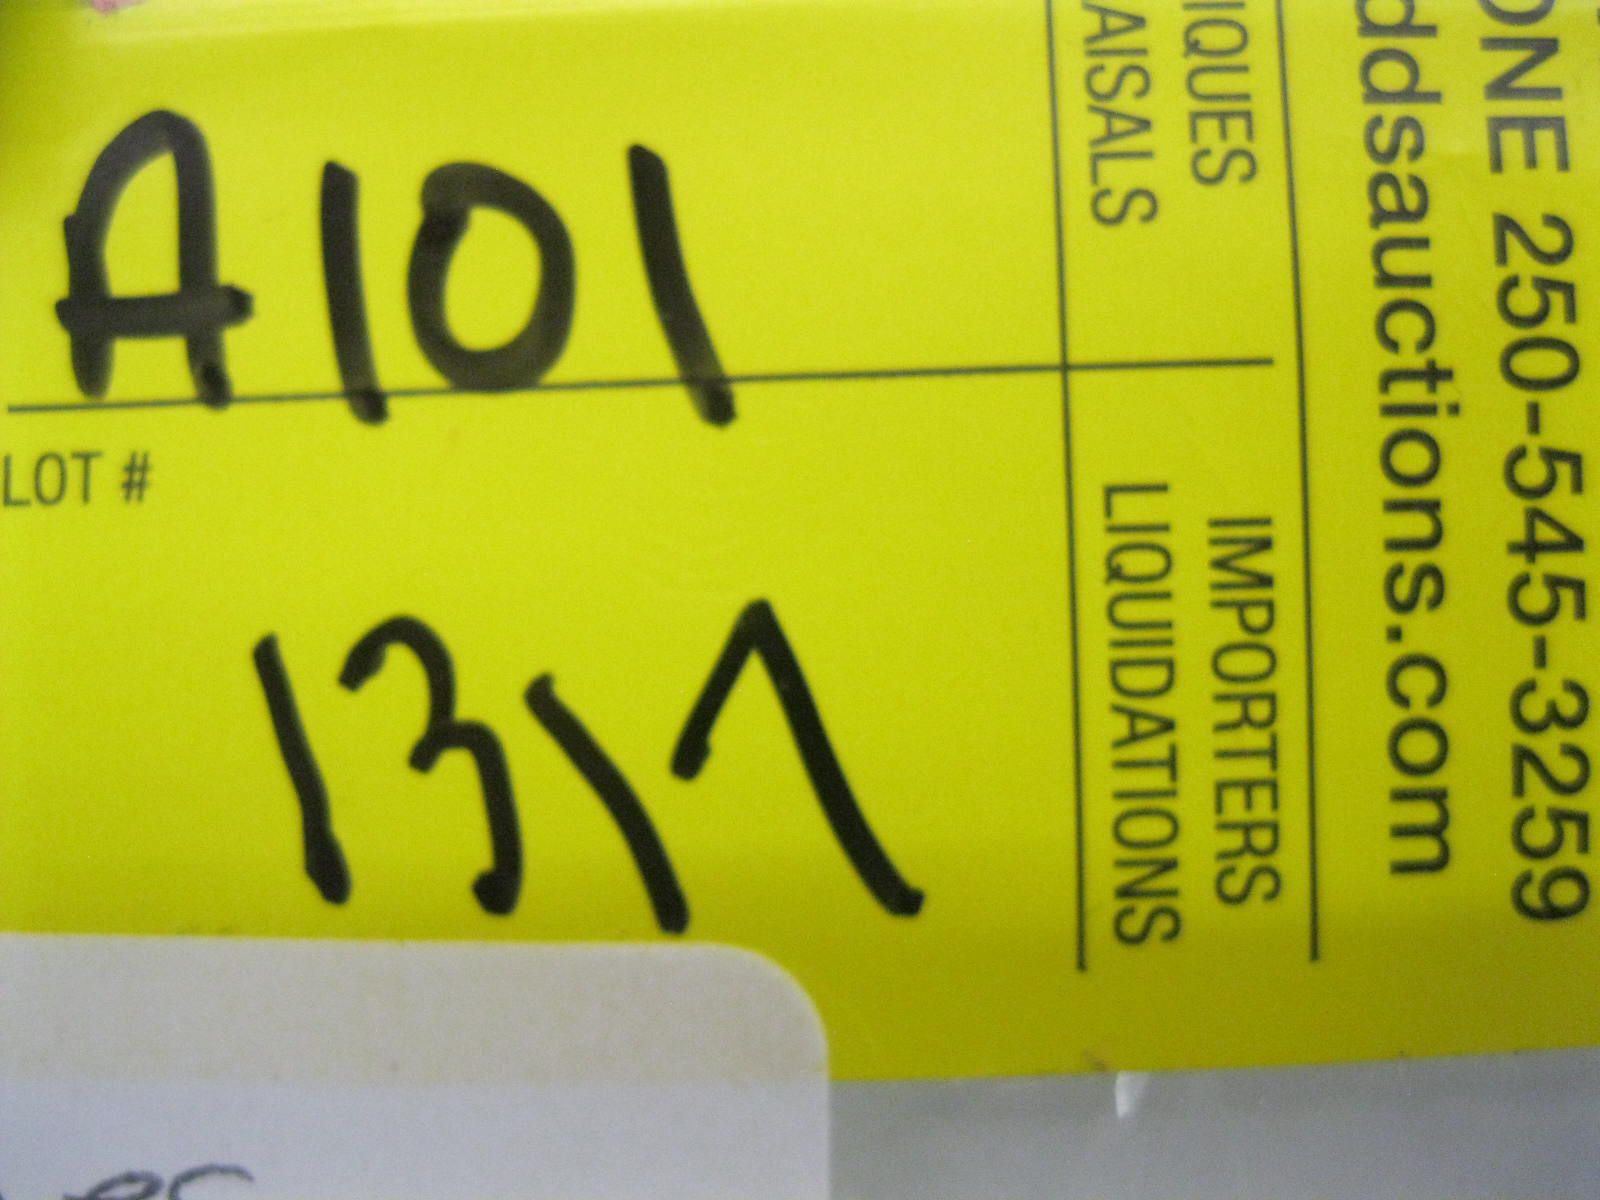 A101
LOT #
1317
IQUES
AISALS
IMPORTERS
LIQUIDATIONS
ONE 250-545-3259
ddsauctions.com